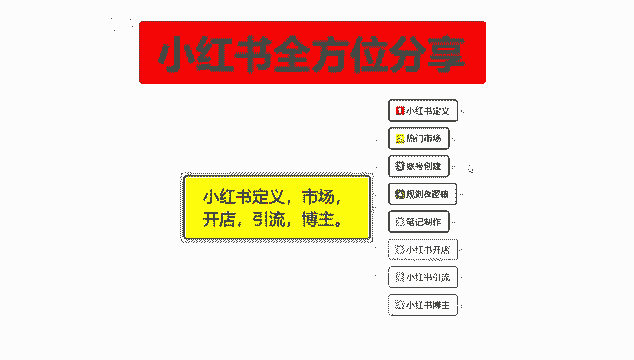 小红书全方位分享
小红书定义，市场，
开店，引流，博主。
小红书定义
热门市场
账号创建
规则及逻辑
笔记制作
小红书开店
小红书引流
小红书博主